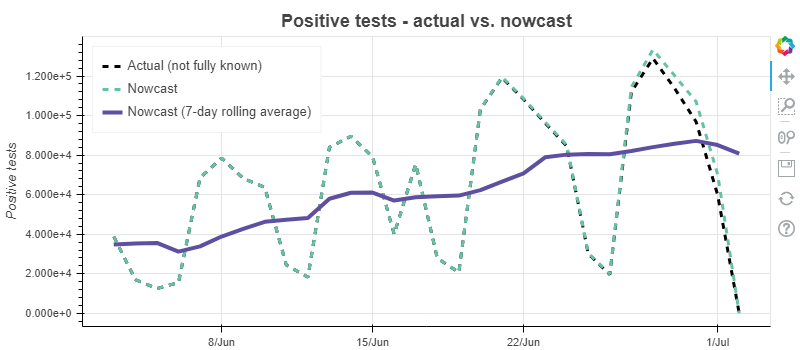 Positive tests - actual vs. nowcast
Actual (not fully known)
Nowcast
Nowcast (7-day rolling average)
Positive tests
1.200e+5
1.000e+5
8.000e+4
6.000e+4
4.000e+4
2.000e+4
0.000e+0
8/Jun
15/Jun
22/Jun
1/Jul